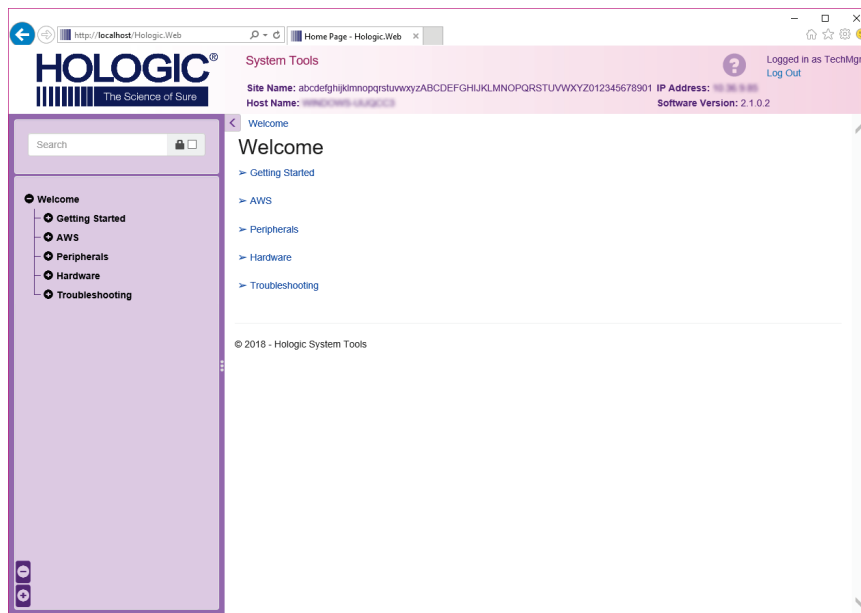 http://localhost/Hologic.Web
Home Page - Hologic.Web
HOLOGIC®
The Science of Sure
System Tools
Logged in as TechMgr
Log Out
Site Name: abcdefghijklmnopqrstuvwxyzABCDEFGHIJKLMNOPQRSTUVWXYZ012345678901 IP Address:
Host Name:
Software Version: 2.1.0.2
Search
Welcome
Getting Started
AWS
Peripherals
Hardware
Troubleshooting
Welcome
Welcome
➢ Getting Started
➢ AWS
➢ Peripherals
➢ Hardware
➢ Troubleshooting
© 2018 - Hologic System Tools